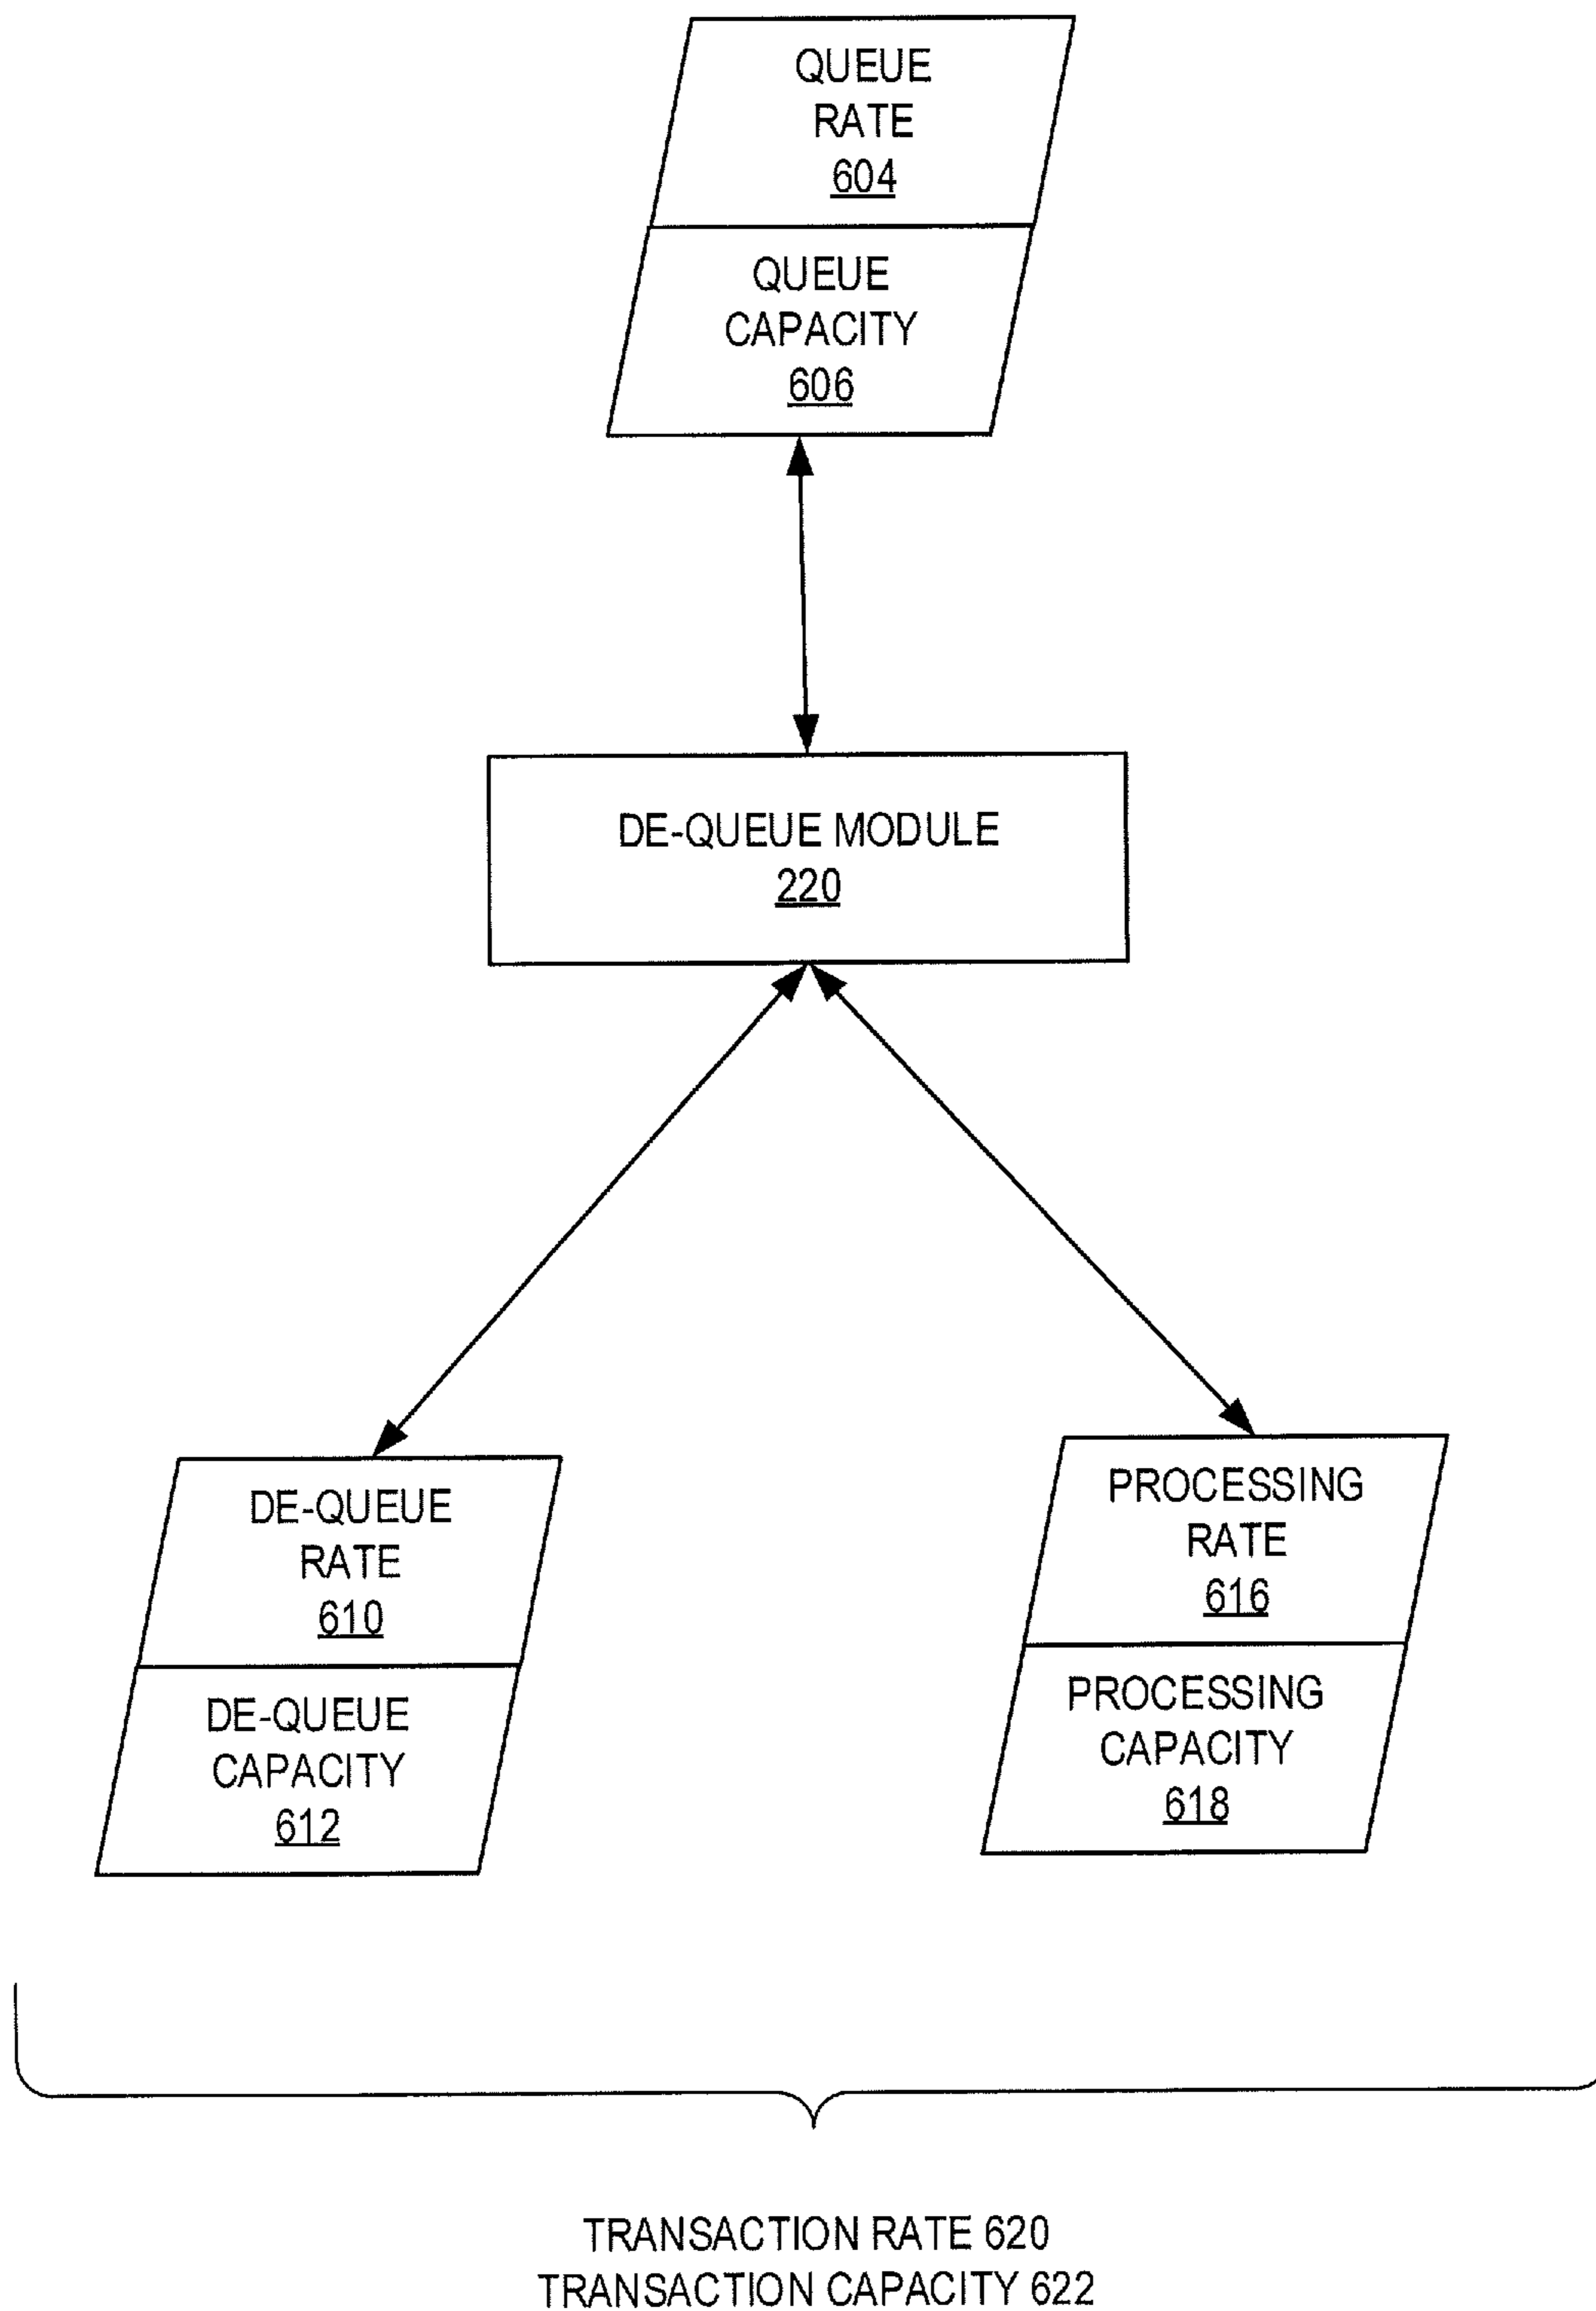 QUEUE
RATE
604
QUEUE
CAPACITY
606
DE-QUEUE MODULE
220
DE-QUEUE
RATE
610
DE-QUEUE
CAPACITY
612
PROCESSING
RATE
616
PROCESSING
CAPACITY
618
TRANSACTION RATE 620
TRANSACTION CAPACITY 622